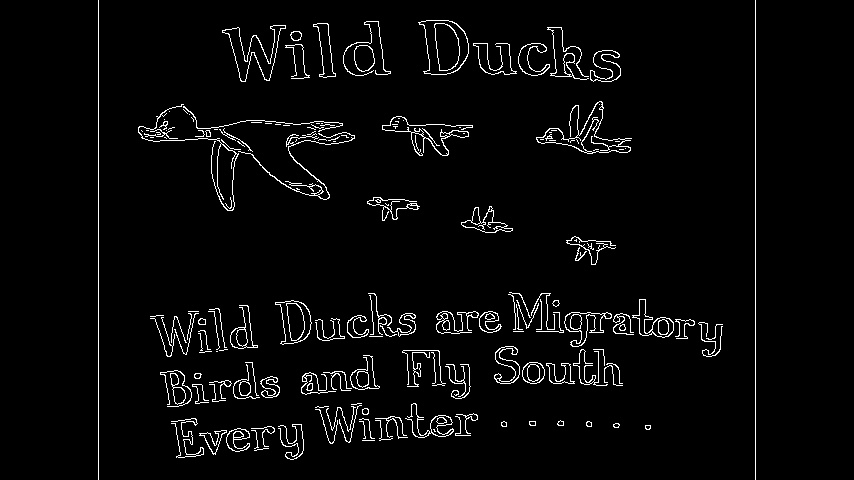 Wild Ducks
Wild Ducks are Migratory
Birds and Fly South
Every Winter . . . . . .